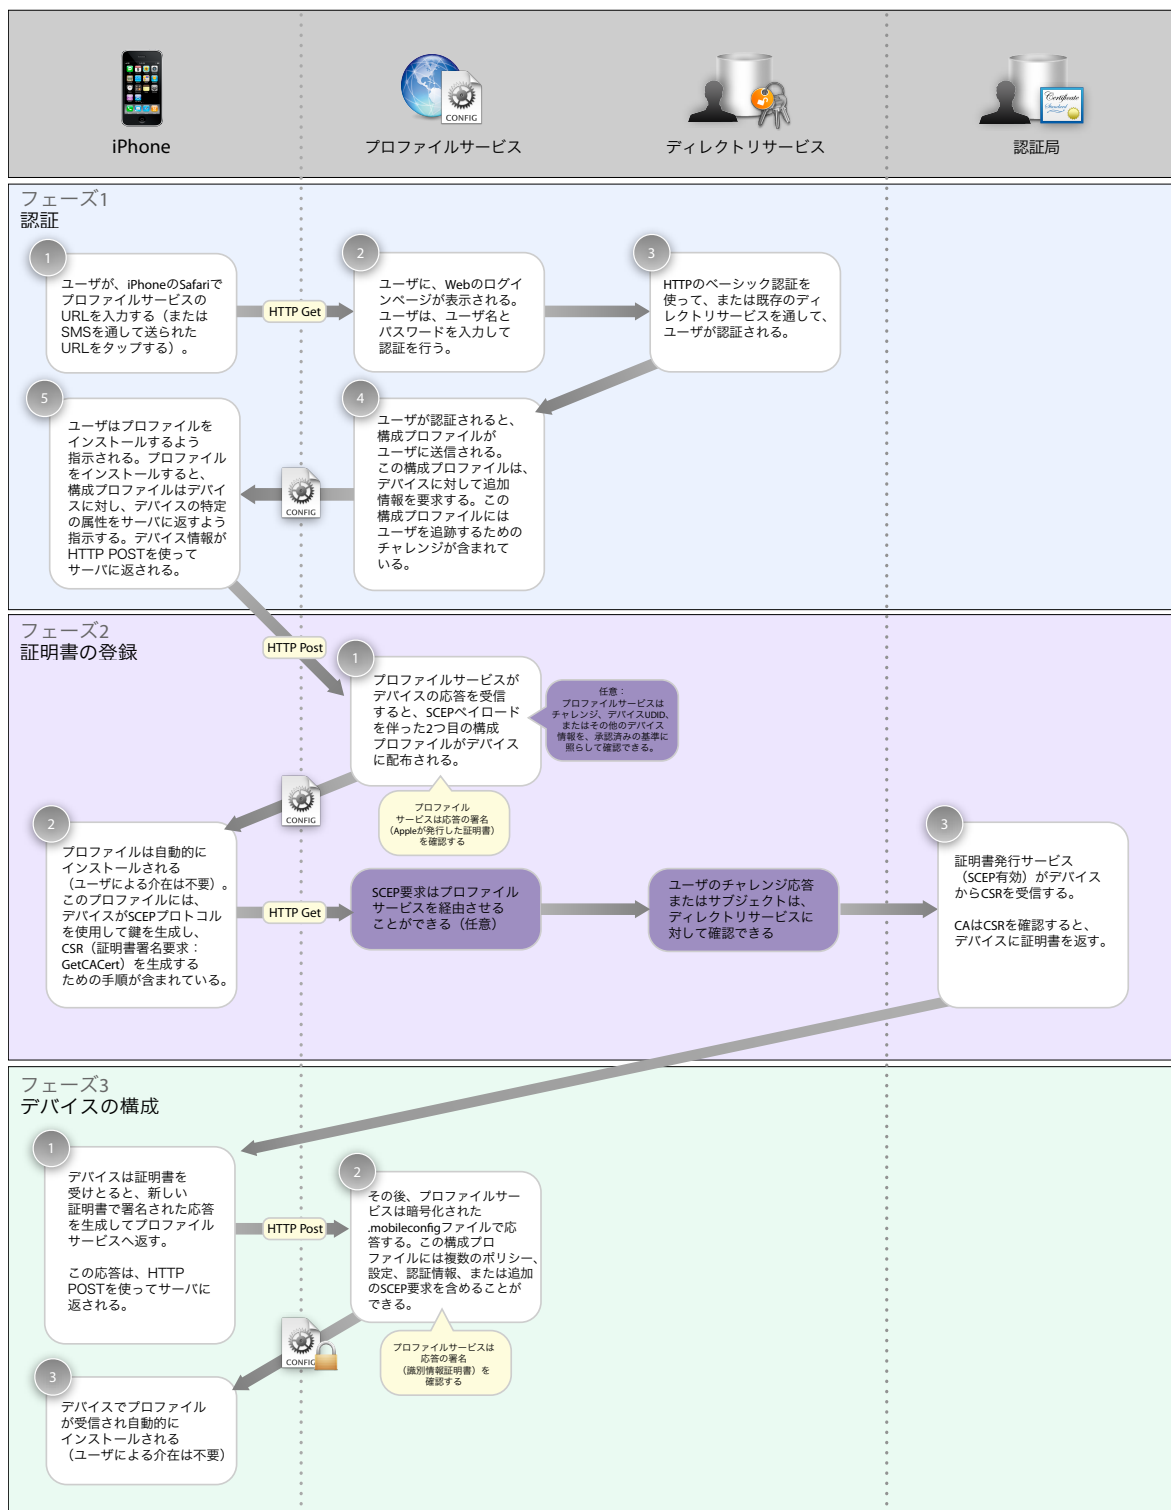 Certificate
Standard
CONFIG
iPhone
プロファイルサービス
ディレクトリサービス
認証局
フェーズ1
認証
1
ユーザが、iPhoneのSafariで
プロファイルサービスの
URLを入力する（または
SMSを通して送られた
URLをタップする）。
HTTP Get
2
ユーザに、Webのログイ
ンページが表示される。
ユーザは、ユーザ名と
パスワードを入力して
認証を行う。
3
HTTPのベーシック認証を
使って、または既存のディ
レクトリサービスを通して、
ユーザが認証される。
4
ユーザが認証されると、
構成プロファイルが
ユーザに送信される。
この構成プロファイルは、
デバイスに対して追加
情報を要求する。この
構成プロファイルには
ユーザを追跡するための
チャレンジが含まれて
いる。
CONFIG
5
ユーザはプロファイルを
インストールするよう
指示される。プロファイル
をインストールすると、
構成プロファイルはデバイ
スに対し、デバイスの特定
の属性をサーバに返すよう
指示する。デバイス情報が
HTTP POSTを使って
サーバに返される。
フェーズ2
証明書の登録
HTTP Post
1
プロファイルサービスが
デバイスの応答を受信
すると、SCEPペイロード
を伴った2つ目の構成
プロファイルがデバイス
に配布される。
任意：
プロファイルサービスは
チャレンジ、デバイスUDID、
またはその他のデバイス
情報を、承認済みの基準に
照らして確認できる。
プロファイル
サービスは応答の署名
（Appleが発行した証明書）
を確認する
CONFIG
2
プロファイルは自動的に
インストールされる
（ユーザによる介在は不要）。
このプロファイルには、
デバイスがSCEPプロトコル
を使用して鍵を生成し、
CSR（証明書署名要求：
GetCACert）を生成する
ための手順が含まれている。
HTTP Get
SCEP要求はプロファイル
サービスを経由させる
ことができる（任意）
ユーザのチャレンジ応答
またはサブジェクトは、
ディレクトリサービスに
対して確認できる
3
証明書発行サービス
（SCEP有効）がデバイス
からCSRを受信する。
CAはCSRを確認すると、
デバイスに証明書を返す。
フェーズ3
デバイスの構成
1
デバイスは証明書を
受けとると、新しい
証明書で署名された応答
を生成してプロファイル
サービスへ返す。
この応答は、HTTP
POSTを使ってサーバに
返される。
HTTP Post
2
その後、プロファイルサー
ビスは暗号化された
.mobileconfigファイルで応
答する。この構成プロ
ファイルには複数のポリシー、
設定、認証情報、または追加
のSCEP要求を含めることが
できる。
プロファイルサービスは
応答の署名
（識別情報証明書）を
確認する
CONFIG
3
デバイスでプロファイル
が受信され自動的に
インストールされる
（ユーザによる介在は不要）